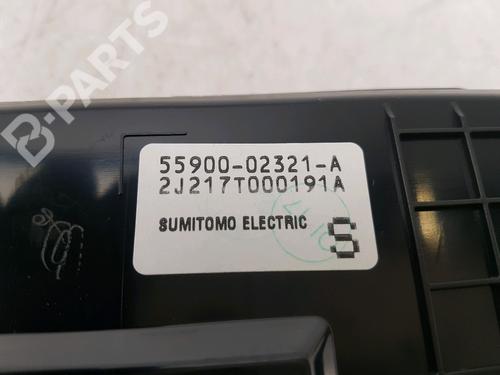 B-PARTS
55900-02321-A
2J217T000191A
SUMITOMO ELECTRIC S